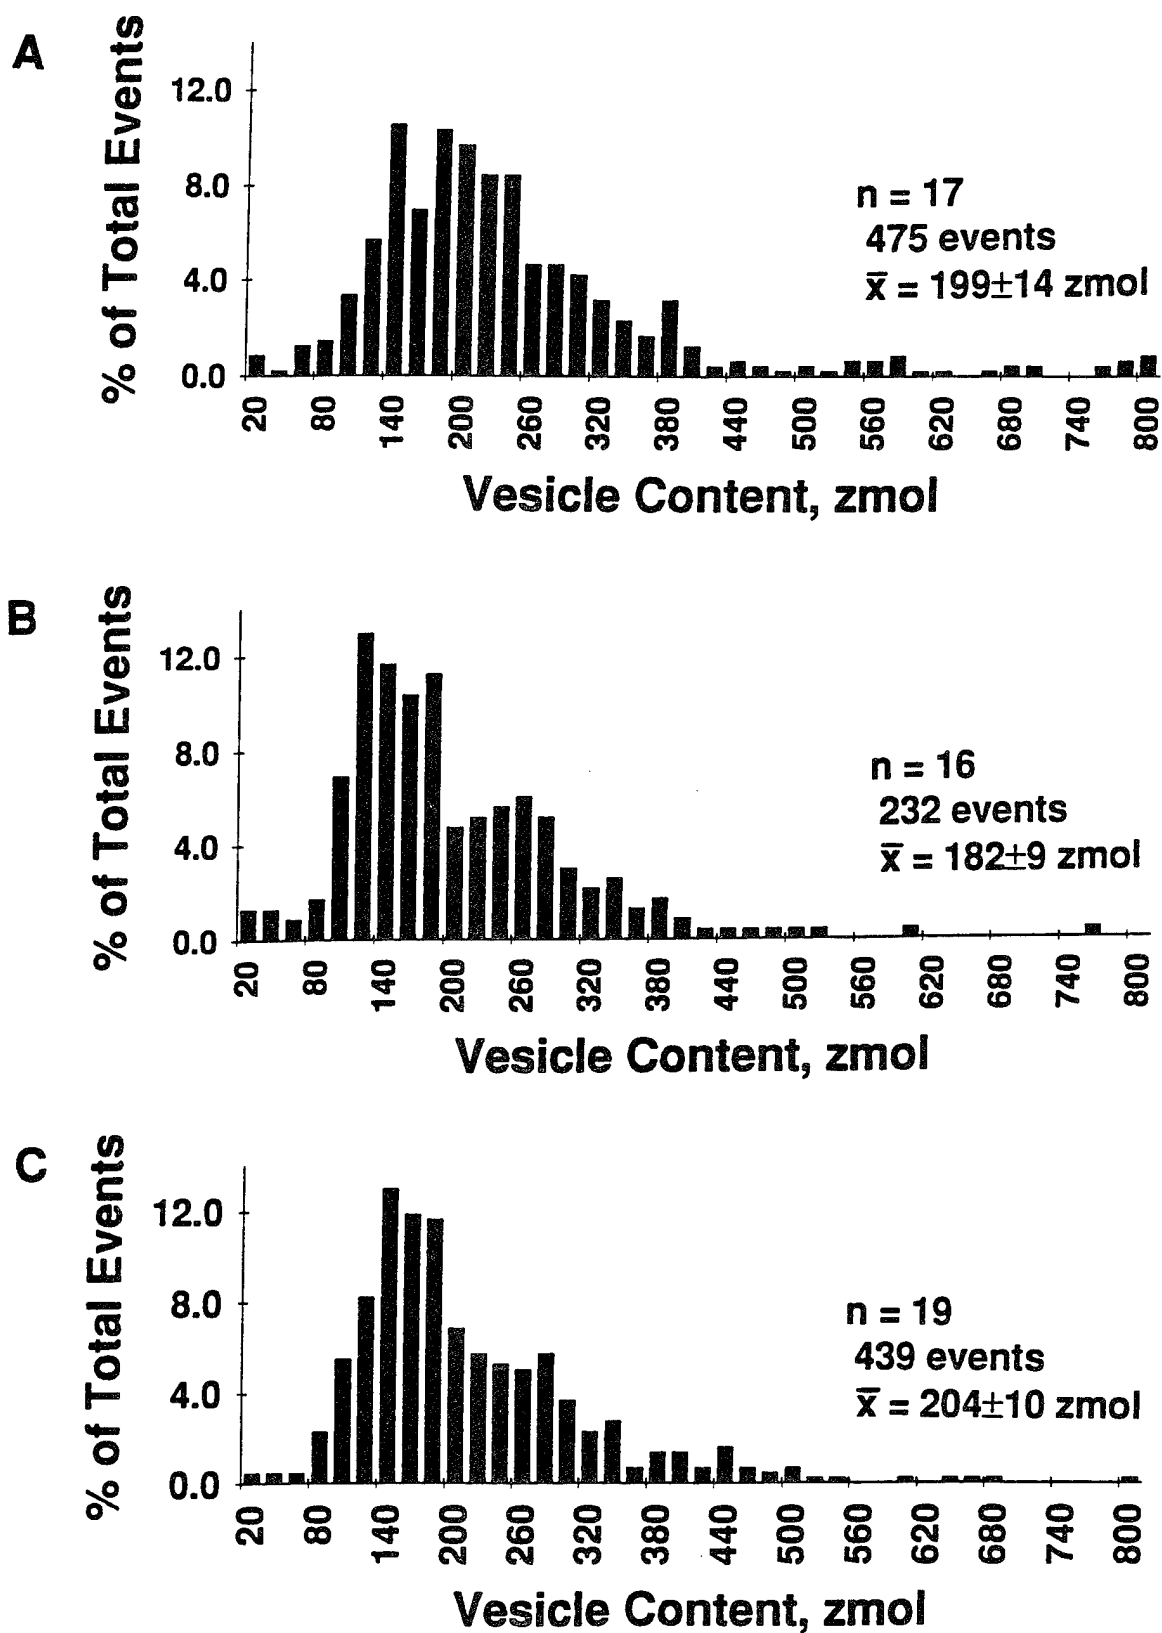 A
% of Total Events
12.0
8.0
4.0
0.0
n = 17
475 events
x̄ = 199±14 zmol
20 80 140 200 260 320 380 440 500 560 620 680 740 800
Vesicle Content, zmol
B
% of Total Events
12.0
8.0
4.0
0.0
n = 16
232 events
x̄ = 182±9 zmol
20 80 140 200 260 320 380 440 500 560 620 680 740 800
Vesicle Content, zmol
C
% of Total Events
12.0
8.0
4.0
0.0
n = 19
439 events
x̄ = 204±10 zmol
20 80 140 200 260 320 380 440 500 560 620 680 740 800
Vesicle Content, zmol